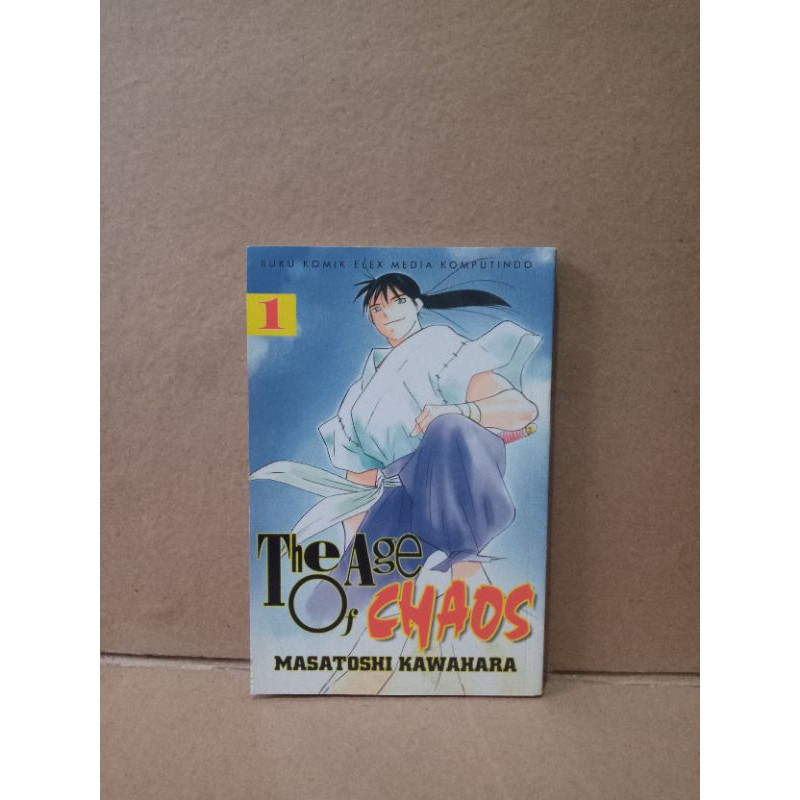 BUKU KOMIK ELEX MEDIA KOMPUTINDO
1
The Age
Of CHAOS
MASATOSHI KAWAHARA